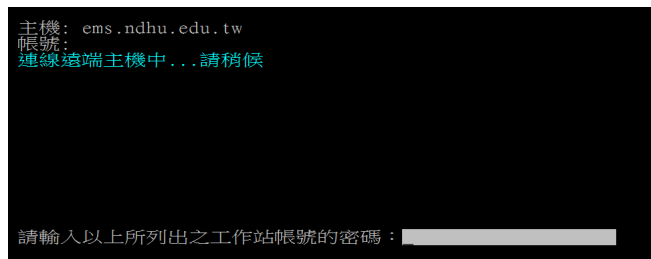 主機: ems.ndhu.edu.tw
帳號:
連線遠端主機中...請稍候
請輸入以上所列出之工作站帳號的密碼：